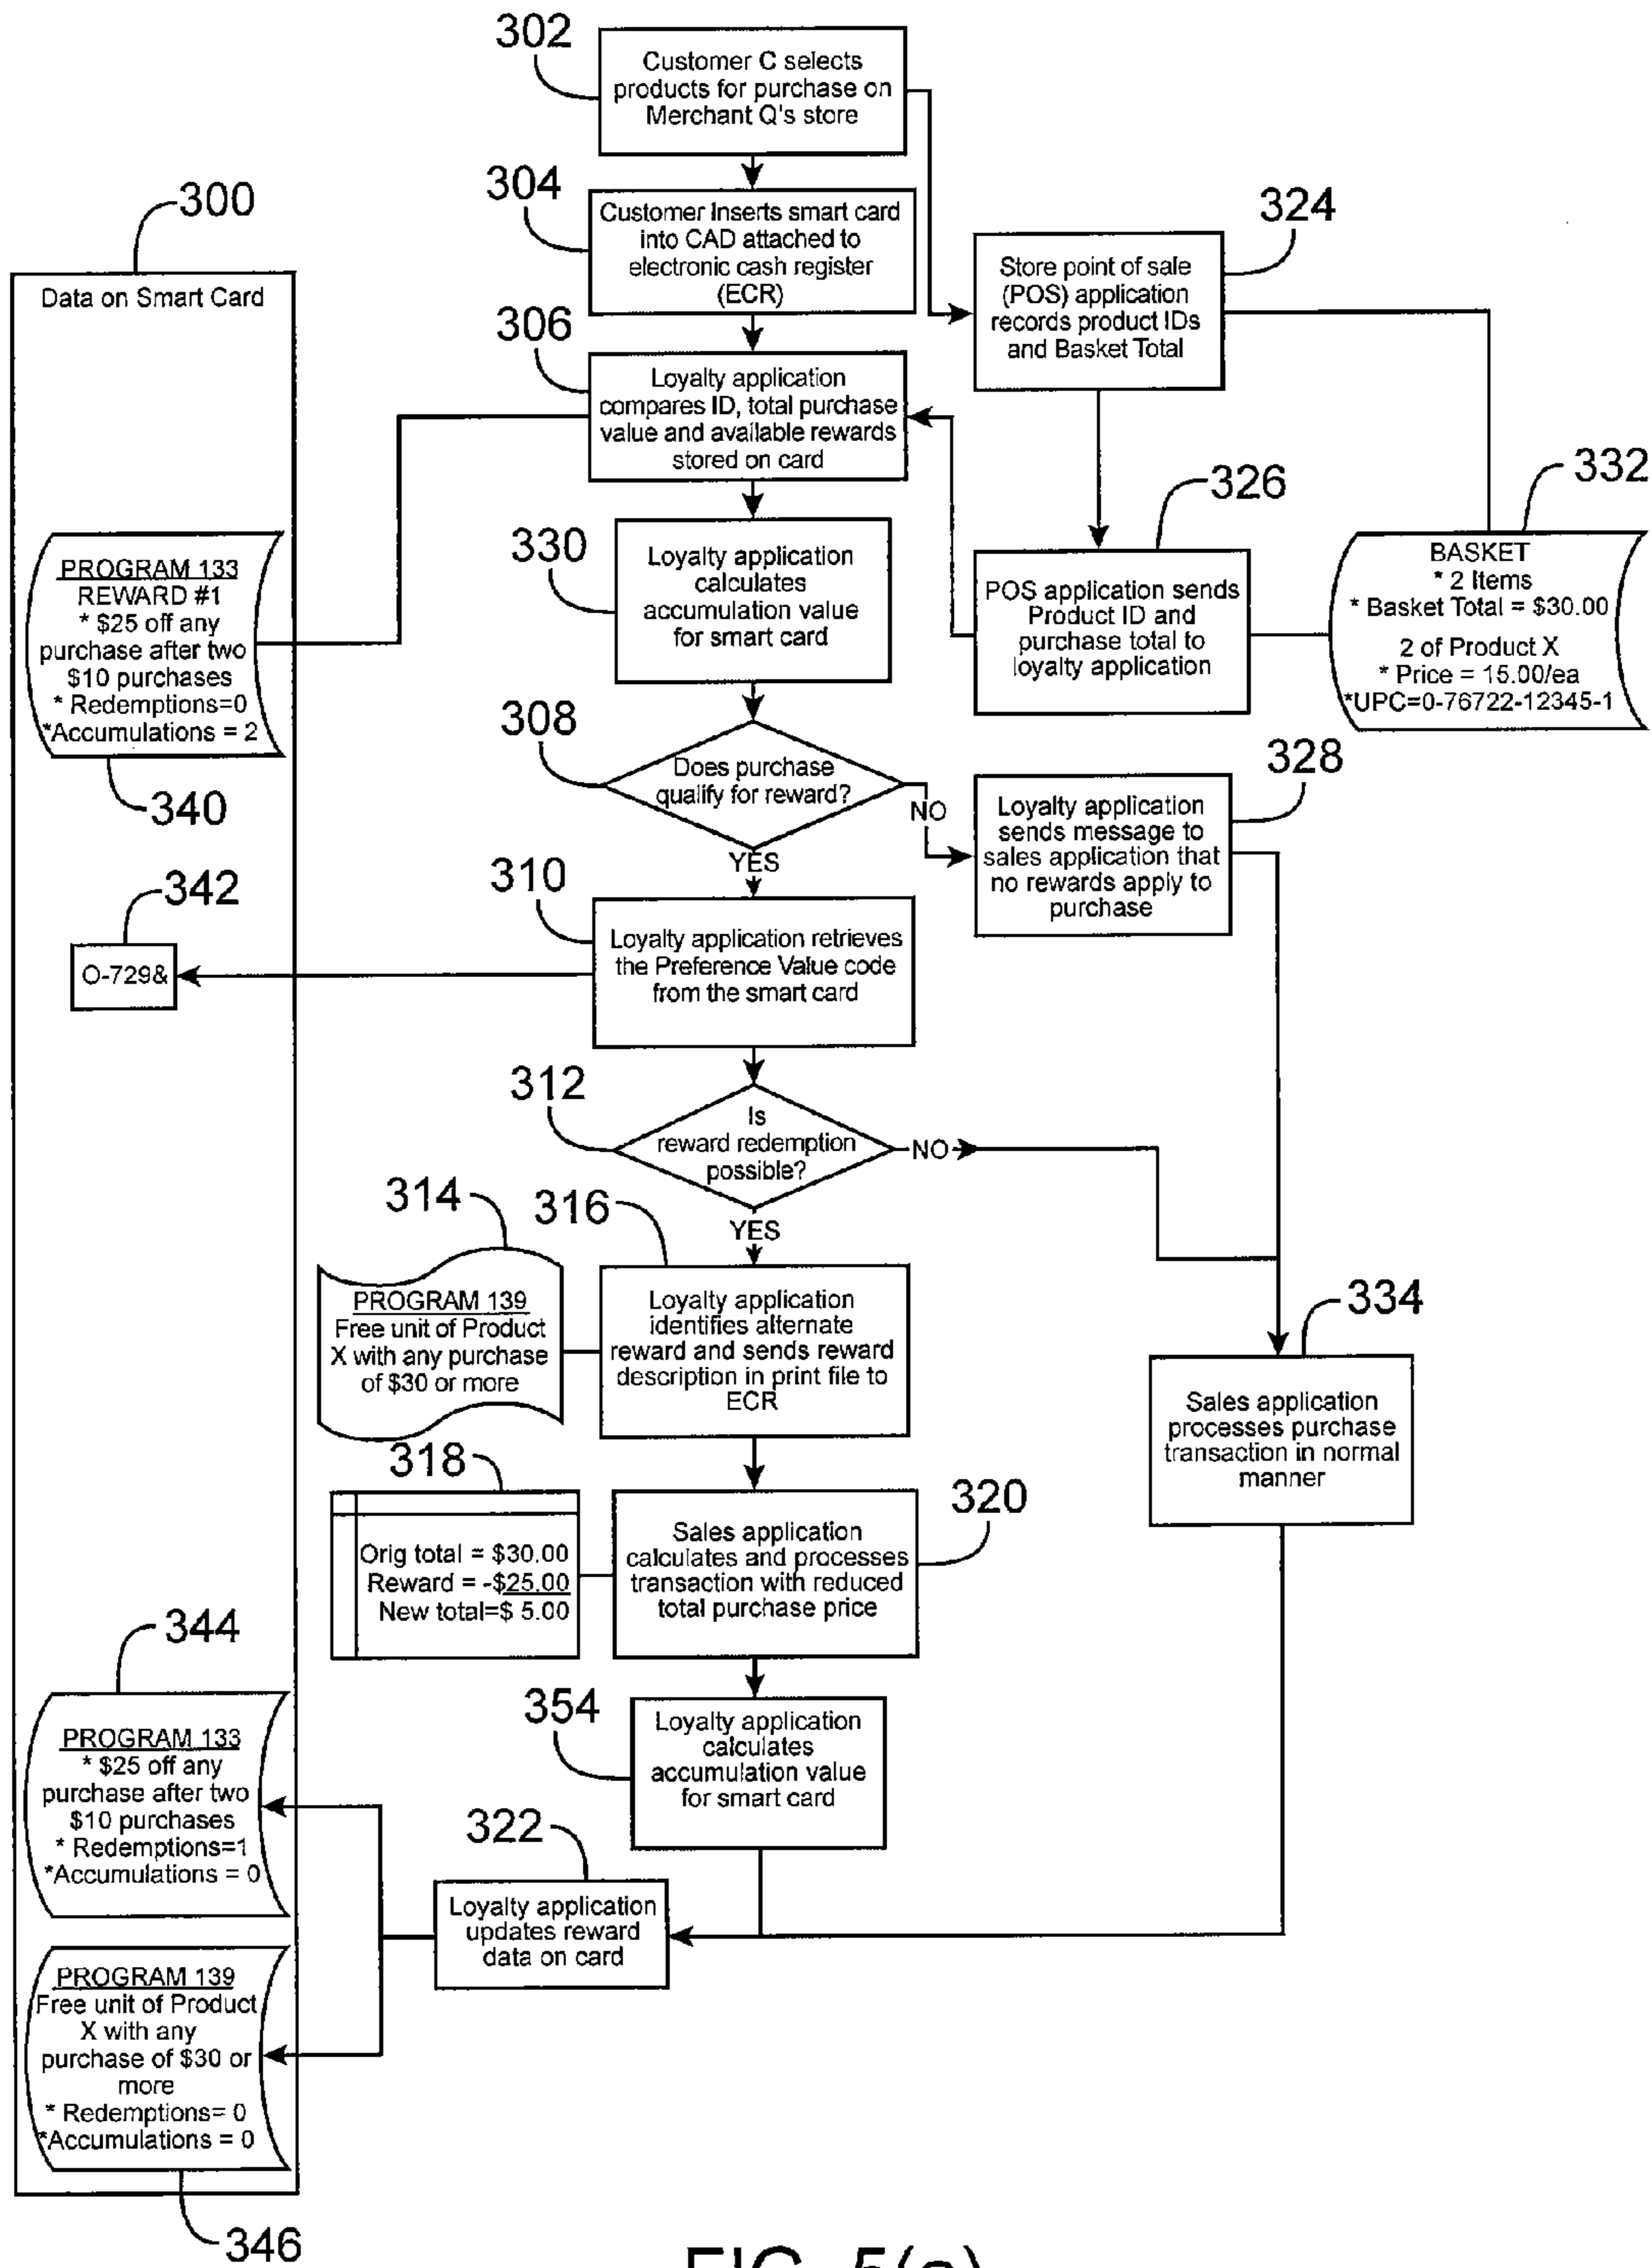 302
Customer C selects
products for purchase on
Merchant Q's store
304
Customer Inserts smart card
into CAD attached to
electronic cash register
(ECR)
300
Data on Smart Card
324
Store point of sale
(POS) application
records product IDs
and Basket Total
306
Loyalty application
compares ID, total purchase
value and available rewards
stored on card
332
BASKET
* 2 Items
* Basket Total = $30.00
2 of Product X
* Price = 15.00/ea
*UPC=0-76722-12345-1
326
POS application sends
Product ID and
purchase total to
loyalty application
330
Loyalty application
calculates
accumulation value
for smart card
PROGRAM 133
REWARD #1
* $25 off any
purchase after two
$10 purchases
* Redemptions=0
*Accumulations = 2
340
308
Does purchase
qualify for reward?
NO
YES
328
Loyalty application
sends message to
sales application that
no rewards apply to
purchase
310
Loyalty application retrieves
the Preference Value code
from the smart card
342
O-729&
312
Is
reward redemption
possible?
NO
YES
314
PROGRAM 139
Free unit of Product
X with any purchase
of $30 or more
316
Loyalty application
identifies alternate
reward and sends reward
description in print file to
ECR
334
Sales application
processes purchase
transaction in normal
manner
318
Orig total = $30.00
Reward = -$25.00
New total=$ 5.00
320
Sales application
calculates and processes
transaction with reduced
total purchase price
354
Loyalty application
calculates
accumulation value
for smart card
344
PROGRAM 133
* $25 off any
purchase after two
$10 purchases
* Redemptions=1
*Accumulations = 0
322
Loyalty application
updates reward
data on card
PROGRAM 139
Free unit of Product
X with any
purchase of $30 or
more
* Redemptions= 0
*Accumulations = 0
346